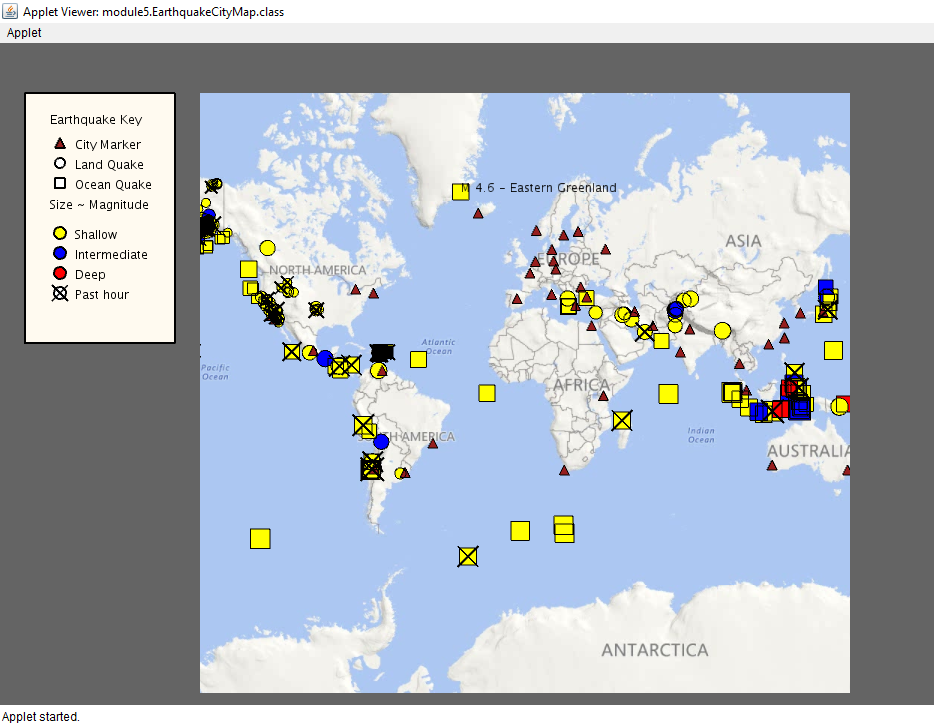 Applet Viewer: module5.EarthquakeCityMap.class
Applet
Earthquake Key
City Marker
Land Quake
Ocean Quake
Size ~ Magnitude
Shallow
Intermediate
Deep
Past hour
M 4.6 - Eastern Greenland
ASIA
EUROPE
NORTH AMERICA
Atlantic
Ocean
Pacific
Ocean
AFRICA
SOUTH AMERICA
Indian
Ocean
AUSTRALIA
ANTARCTICA
Applet started.